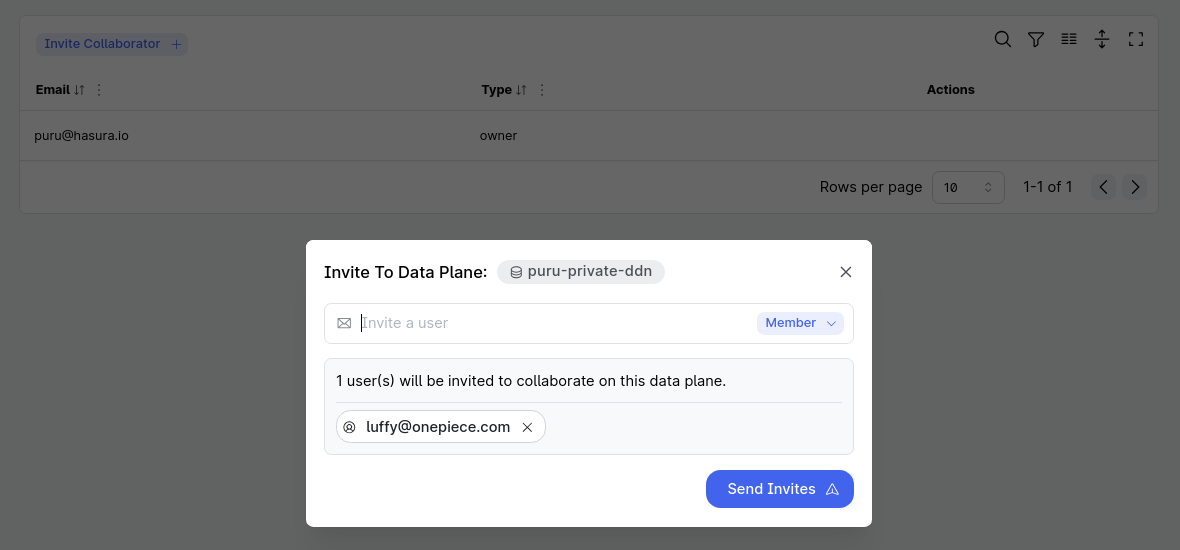 Invite Collaborator +
Email Type Actions
puru@hasura.io owner
Rows per page 10 1-1 of 1
Invite To Data Plane: puru-private-ddn
Invite a user Member
1 user(s) will be invited to collaborate on this data plane.
luffy@onepiece.com
Send Invites